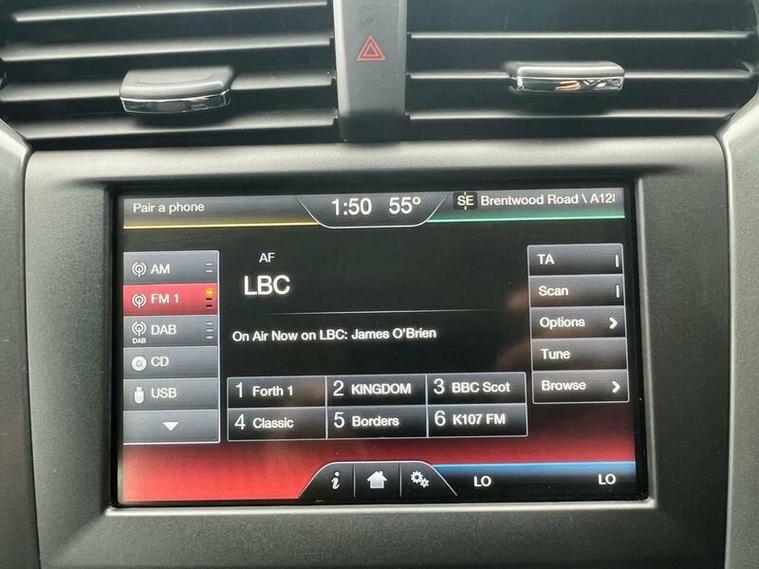 Pair a phone
1:50 55°
SE Brentwood Road \ A12
AM
FM 1
DAB
DAB
CD
USB
AF
LBC
On Air Now on LBC: James O'Brien
1 Forth 1
2 KINGDOM
3 BBC Scot
4 Classic
5 Borders
6 K107 FM
TA
Scan
Options
Tune
Browse
i
LO
LO